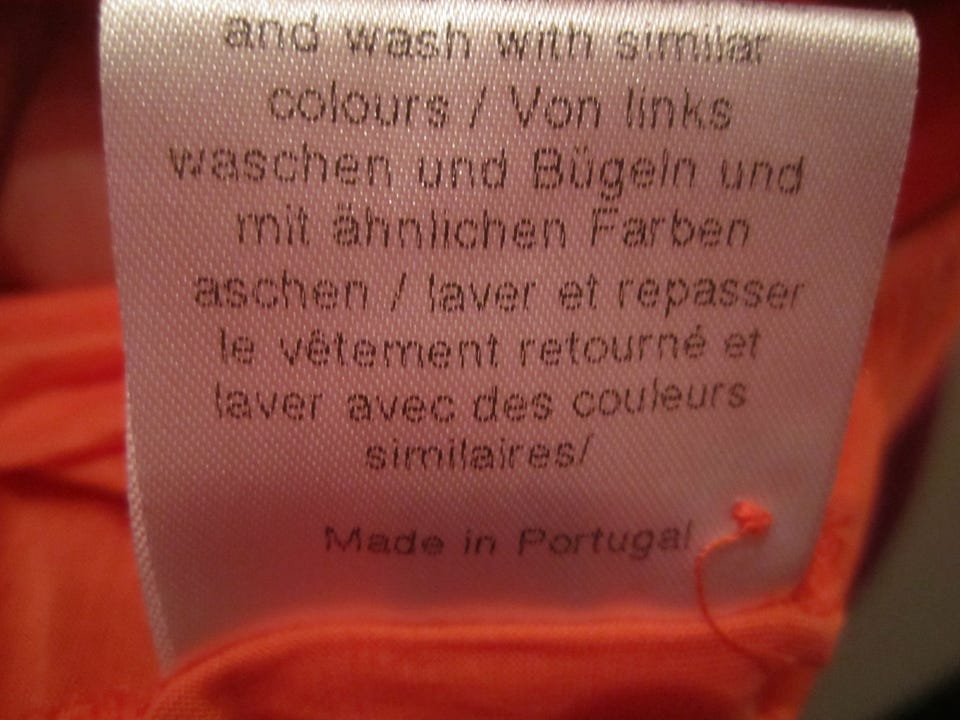 and wash with similar
colours / Von links
waschen und Bügeln und
mit ähnlichen Farben
aschen / laver et repasser
le vêtement retourné et
laver avec des couleurs
similaires/
Made in Portugal